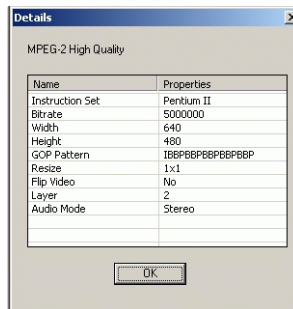 Details
MPEG-2 High Quality
Name Properties
Instruction Set Pentium II
Bitrate 5000000
Width 640
Height 480
GOP Pattern IBBPBBPBBPBBPBBP
Resize 1x1
Flip Video No
Layer 2
Audio Mode Stereo
OK